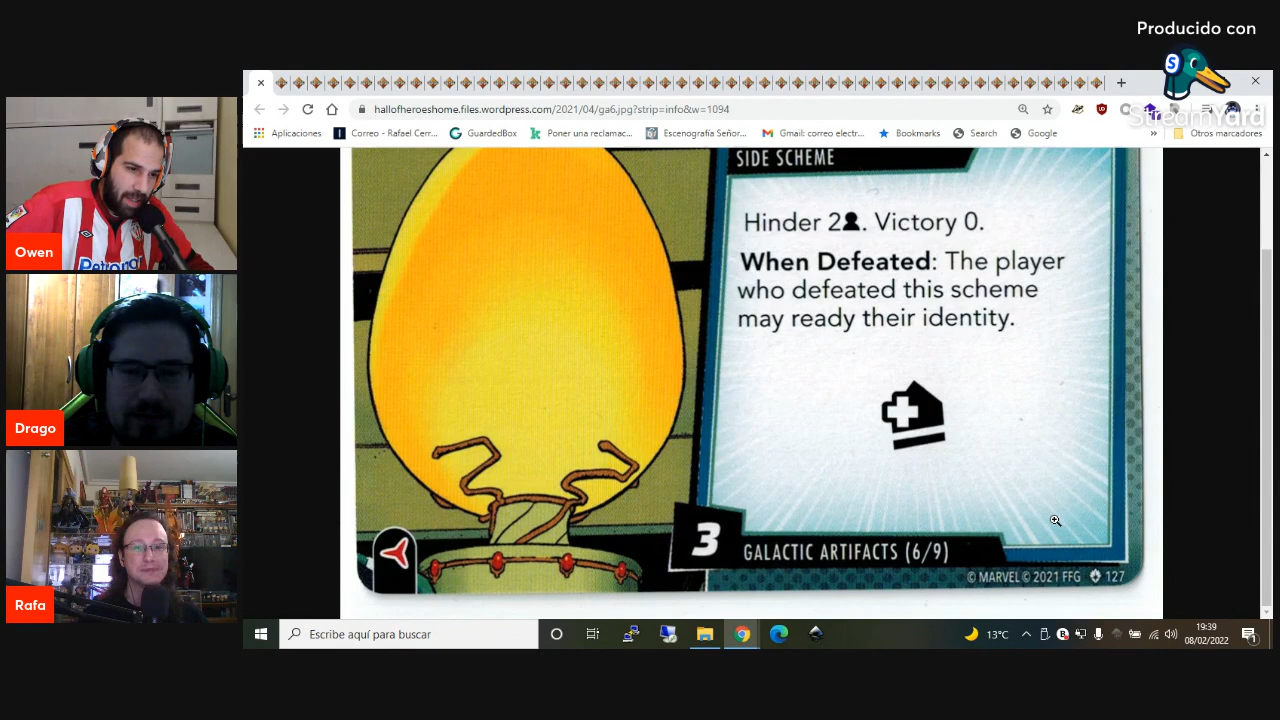 Producido con
StreamYard
hallofheroeshome.files.wordpress.com/2021/04/ga6.jpg?strip=info&w=1094
Aplicaciones
Correo - Rafael Cerr...
GuardedBox
Poner una reclamac...
Escenografía Señor...
Gmail: correo electr...
Bookmarks
Search
Google
»
Otros marcadores
Owen
Drago
Rafa
SIDE SCHEME
Hinder 2. Victory 0.
When Defeated: The player
who defeated this scheme
may ready their identity.
3
GALACTIC ARTIFACTS (6/9)
© MARVEL © 2021 FFG 127
Escribe aquí para buscar
13°C
19:39
08/02/2022
1